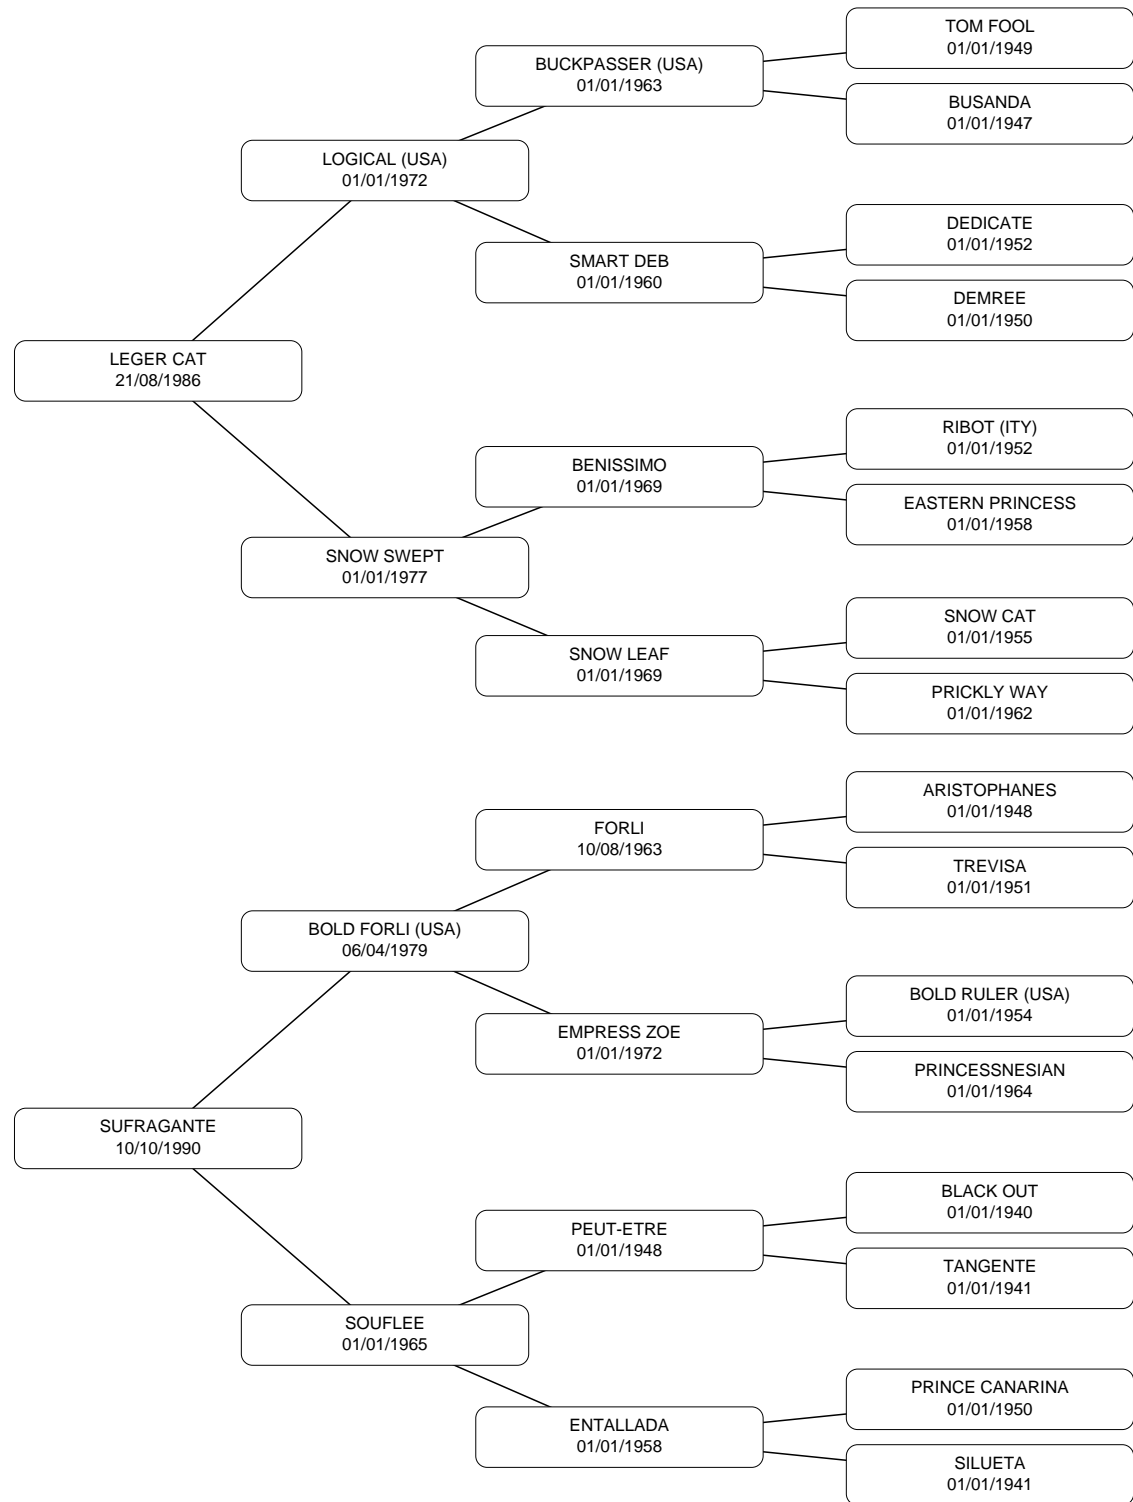 TOM FOOL
01/01/1949
BUCKPASSER (USA)
01/01/1963
BUSANDA
01/01/1947
LOGICAL (USA)
01/01/1972
DEDICATE
01/01/1952
SMART DEB
01/01/1960
DEMREE
01/01/1950
LEGER CAT
21/08/1986
RIBOT (ITY)
01/01/1952
BENISSIMO
01/01/1969
EASTERN PRINCESS
01/01/1958
SNOW SWEPT
01/01/1977
SNOW CAT
01/01/1955
SNOW LEAF
01/01/1969
PRICKLY WAY
01/01/1962
ARISTOPHANES
01/01/1948
FORLI
10/08/1963
TREVISA
01/01/1951
BOLD FORLI (USA)
06/04/1979
BOLD RULER (USA)
01/01/1954
EMPRESS ZOE
01/01/1972
PRINCESSNESIAN
01/01/1964
SUFRAGANTE
10/10/1990
BLACK OUT
01/01/1940
PEUT-ETRE
01/01/1948
TANGENTE
01/01/1941
SOUFLEE
01/01/1965
PRINCE CANARINA
01/01/1950
ENTALLADA
01/01/1958
SILUETA
01/01/1941